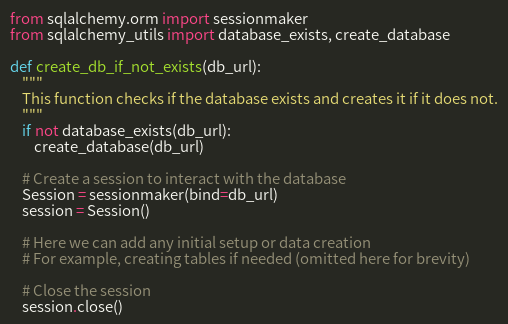 from sqlalchemy.orm import sessionmaker
from sqlalchemy_utils import database_exists, create_database

def create_db_if_not_exists(db_url):
    """
    This function checks if the database exists and creates it if it does not.
    """
    if not database_exists(db_url):
        create_database(db_url)

    # Create a session to interact with the database
    Session = sessionmaker(bind=db_url)
    session = Session()

    # Here we can add any initial setup or data creation
    # For example, creating tables if needed (omitted here for brevity)

    # Close the session
    session.close()